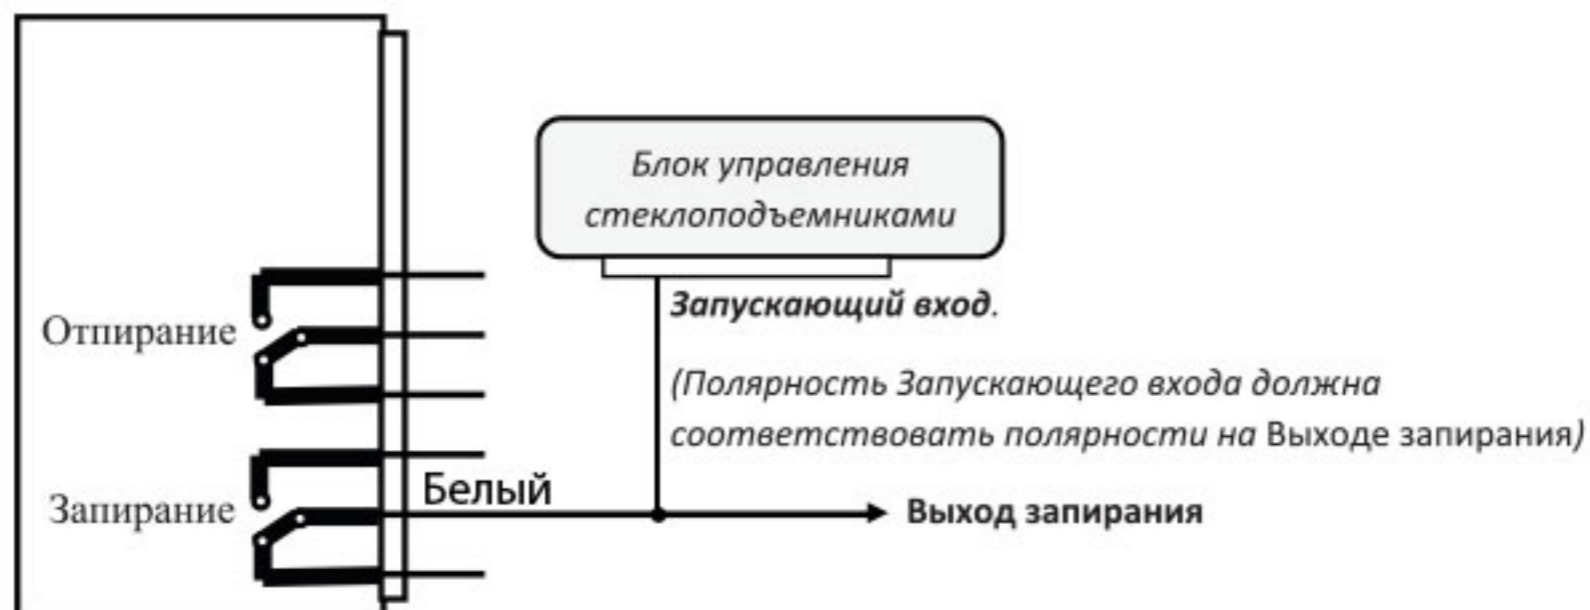 Блок управления
стеклоподъемниками
Запускающий вход.
Отпирание
(Полярность Запускающего входа должна
соответствовать полярности на Выходе запирания)
Белый
Запирание
Выход запирания